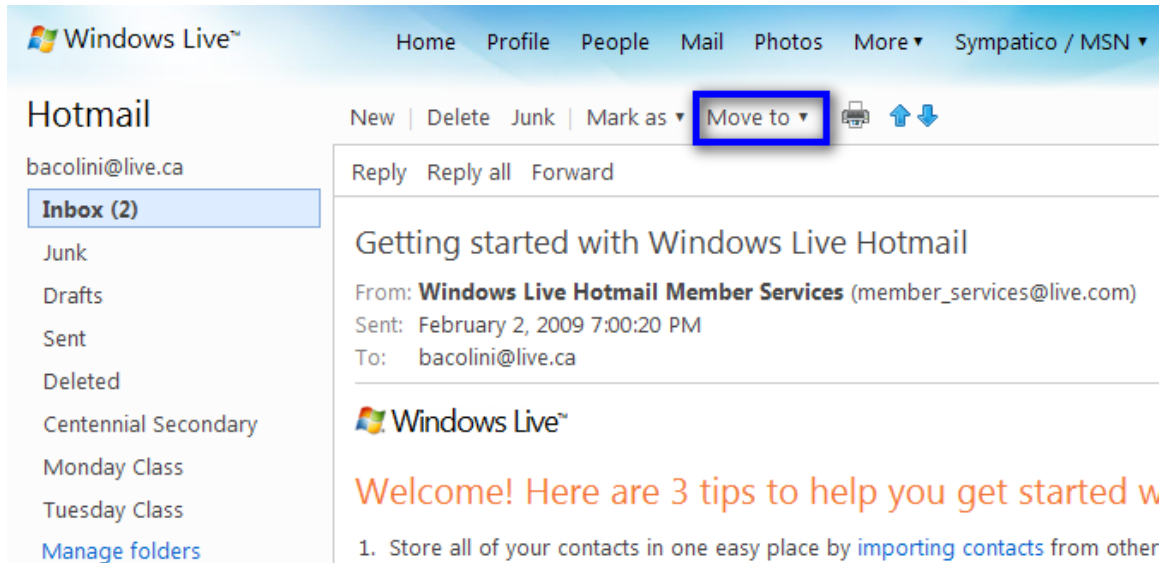 Windows Live™ Home Profile People Mail Photos More ▾ Sympatico / MSN ▾
Hotmail
New | Delete Junk | Mark as ▾ Move to ▾
bacolini@live.ca
Inbox (2)
Junk
Drafts
Sent
Deleted
Centennial Secondary
Monday Class
Tuesday Class
Manage folders
Reply Reply all Forward
Getting started with Windows Live Hotmail
From: Windows Live Hotmail Member Services (member_services@live.com)
Sent: February 2, 2009 7:00:20 PM
To: bacolini@live.ca
Windows Live™
Welcome! Here are 3 tips to help you get started w
1. Store all of your contacts in one easy place by importing contacts from other